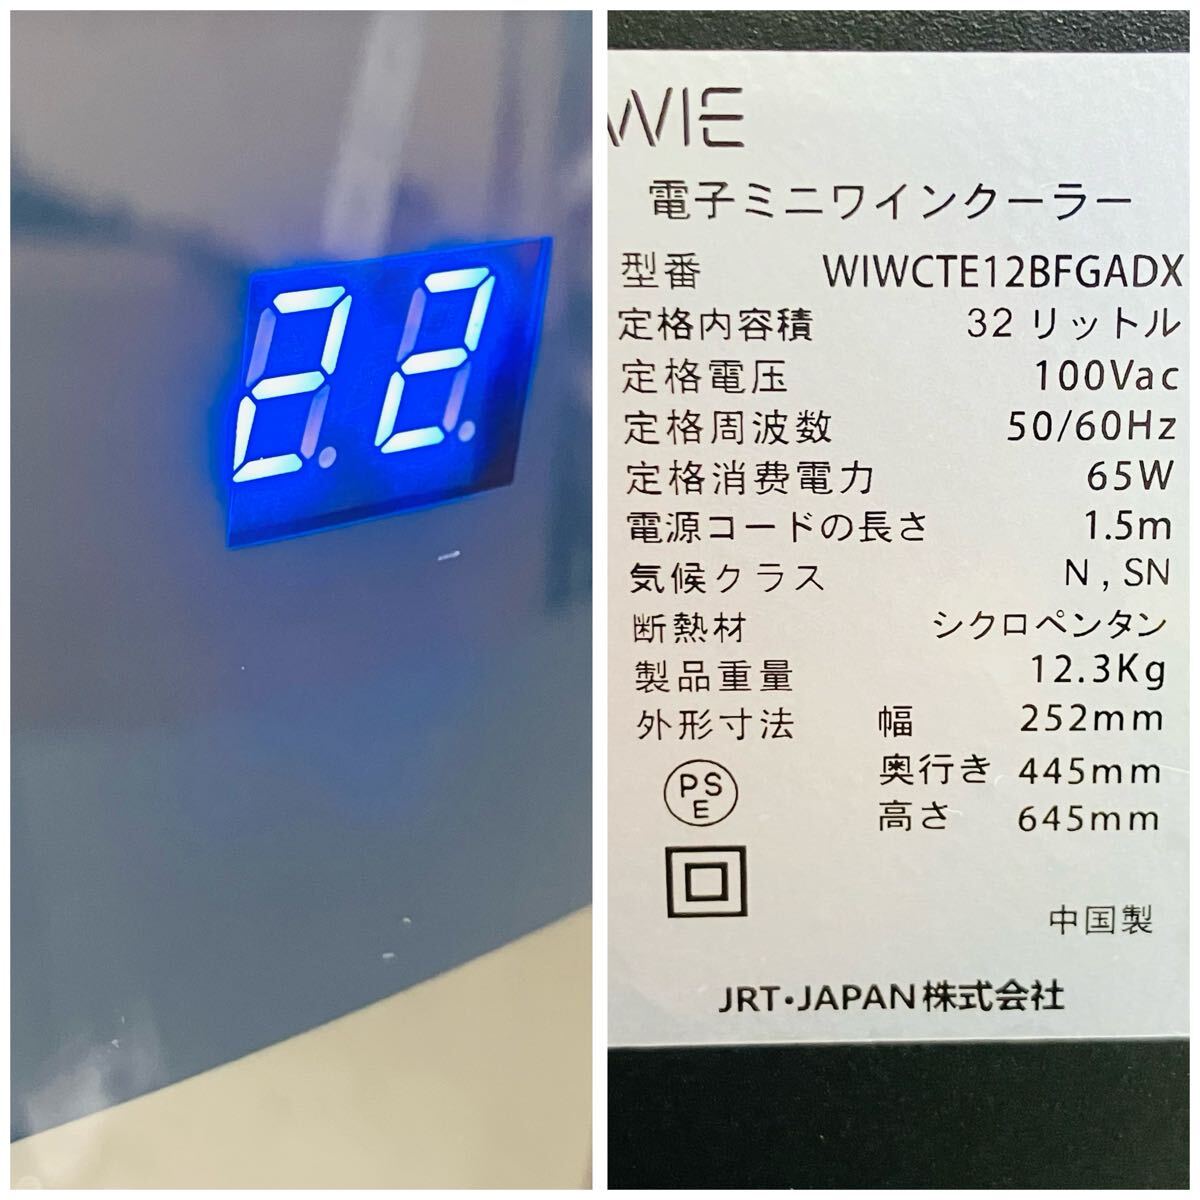 22
WIE
電子ミニワインクーラー
型番 WIWCTE12BFGADX
定格内容積 32 リットル
定格電圧 100Vac
定格周波数 50/60Hz
定格消費電力 65W
電源コードの長さ 1.5m
気候クラス N , SN
断熱材 シクロペンタン
製品重量 12.3Kg
外形寸法 幅 252mm
奥行き 445mm
高さ 645mm
PSE
中国製
JRT・JAPAN株式会社